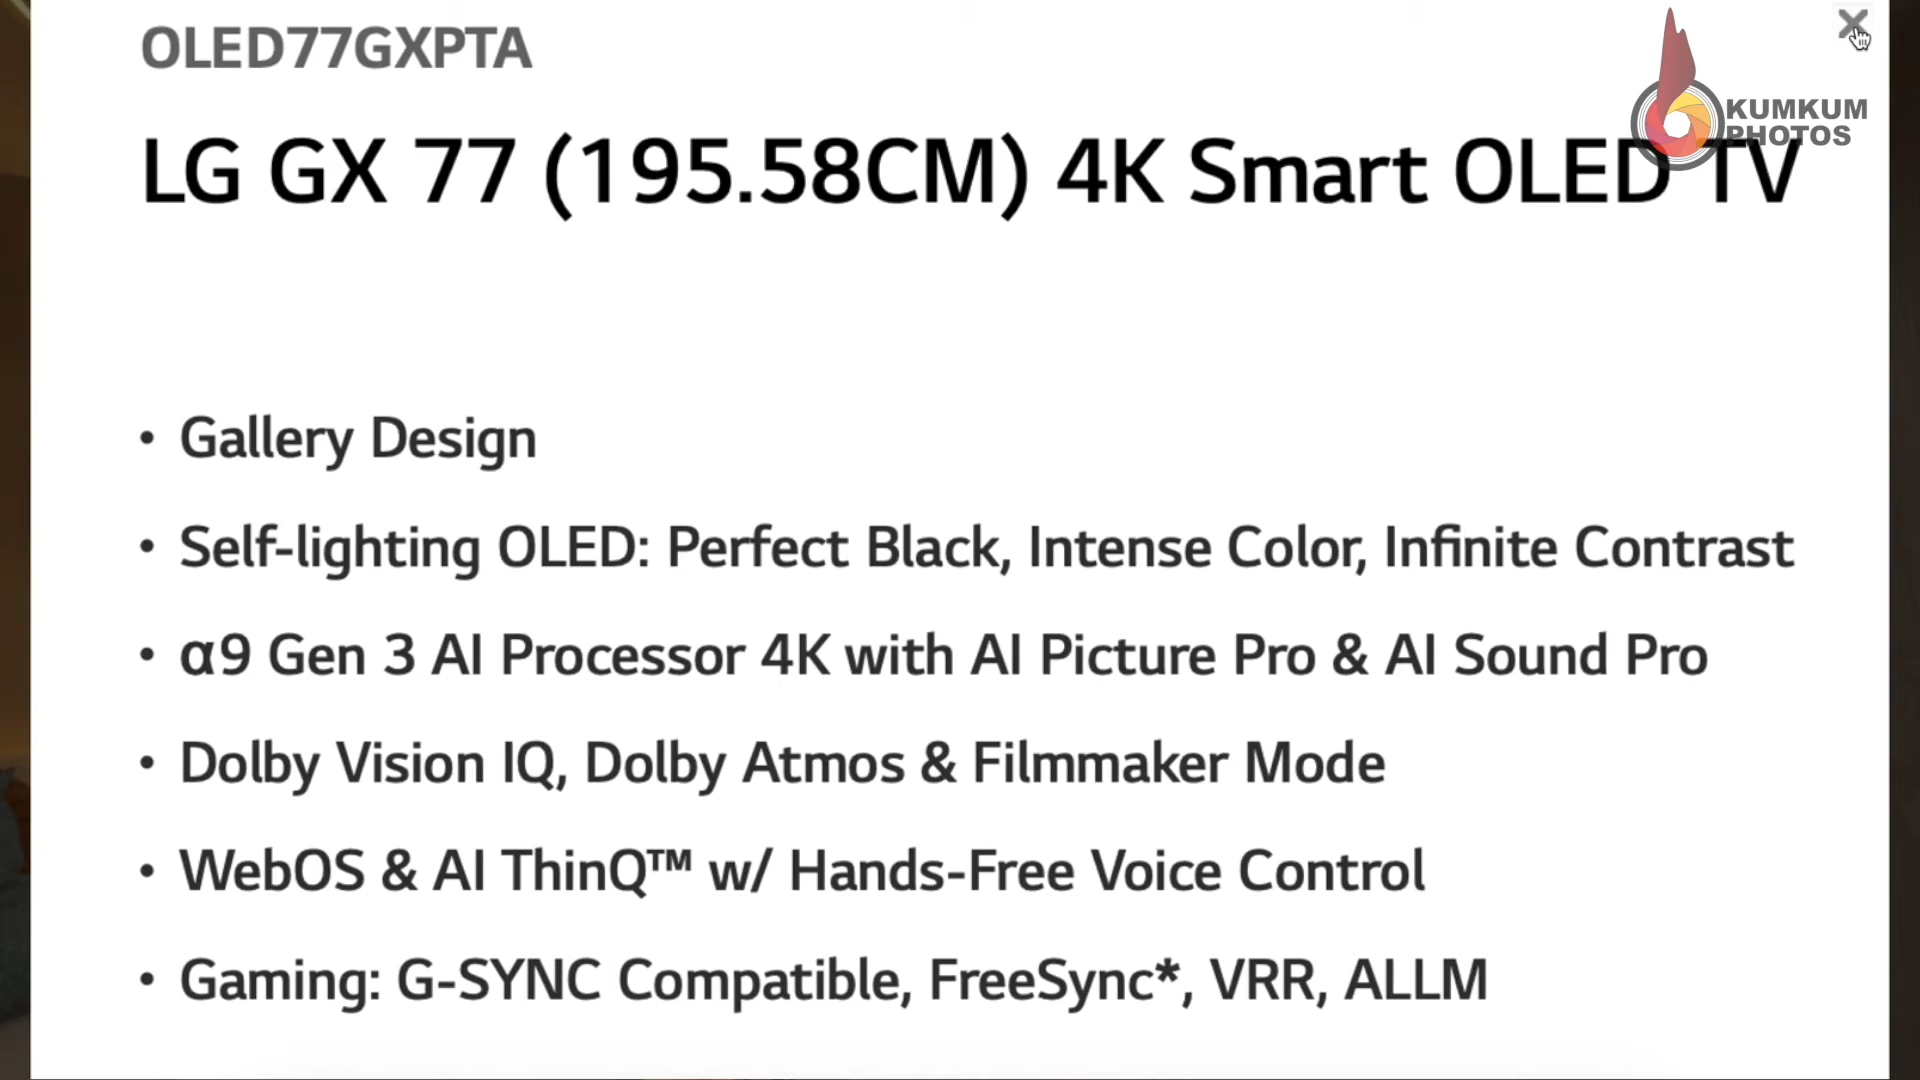 OLED77GXPTA
KUMKUM
PHOTOS
LG GX 77 (195.58CM) 4K Smart OLED TV
• Gallery Design
• Self-lighting OLED: Perfect Black, Intense Color, Infinite Contrast
• α9 Gen 3 AI Processor 4K with AI Picture Pro & AI Sound Pro
• Dolby Vision IQ, Dolby Atmos & Filmmaker Mode
• WebOS & AI ThinQ™ w/ Hands-Free Voice Control
• Gaming: G-SYNC Compatible, FreeSync*, VRR, ALLM